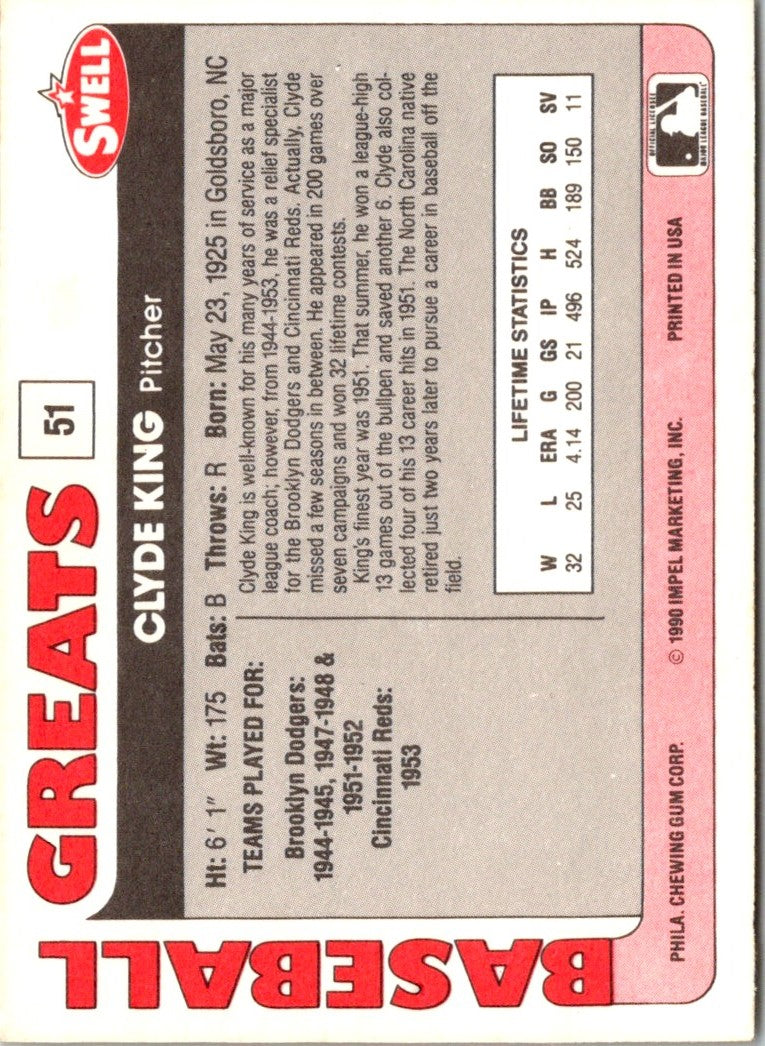 BASEBALL
GREATS
51
SWELL
CLYDE KING Pitcher
Ht: 6' 1" Wt: 175 Bats: B Throws: R Born: May 23, 1925 in Goldsboro, NC
TEAMS PLAYED FOR:
Brooklyn Dodgers:
1944-1945, 1947-1948 &
1951-1952
Cincinnati Reds:
1953
Clyde King is well-known for his many years of service as a major
league coach; however, from 1944-1953, he was a relief specialist
for the Brooklyn Dodgers and Cincinnati Reds. Actually, Clyde
missed a few seasons in between. He appeared in 200 games over
seven campaigns and won 32 lifetime contests.
King's finest year was 1951. That summer, he won a league-high
13 games out of the bullpen and saved another 6. Clyde also col-
lected four of his 13 career hits in 1951. The North Carolina native
retired just two years later to pursue a career in baseball off the
field.
LIFETIME STATISTICS
W L ERA G GS IP H BB SO SV
32 25 4.14 200 21 496 524 189 150 11
PHILA. CHEWING GUM CORP. © 1990 IMPEL MARKETING, INC. PRINTED IN USA
OFFICIAL LICENSEE
MAJOR LEAGUE BASEBALL